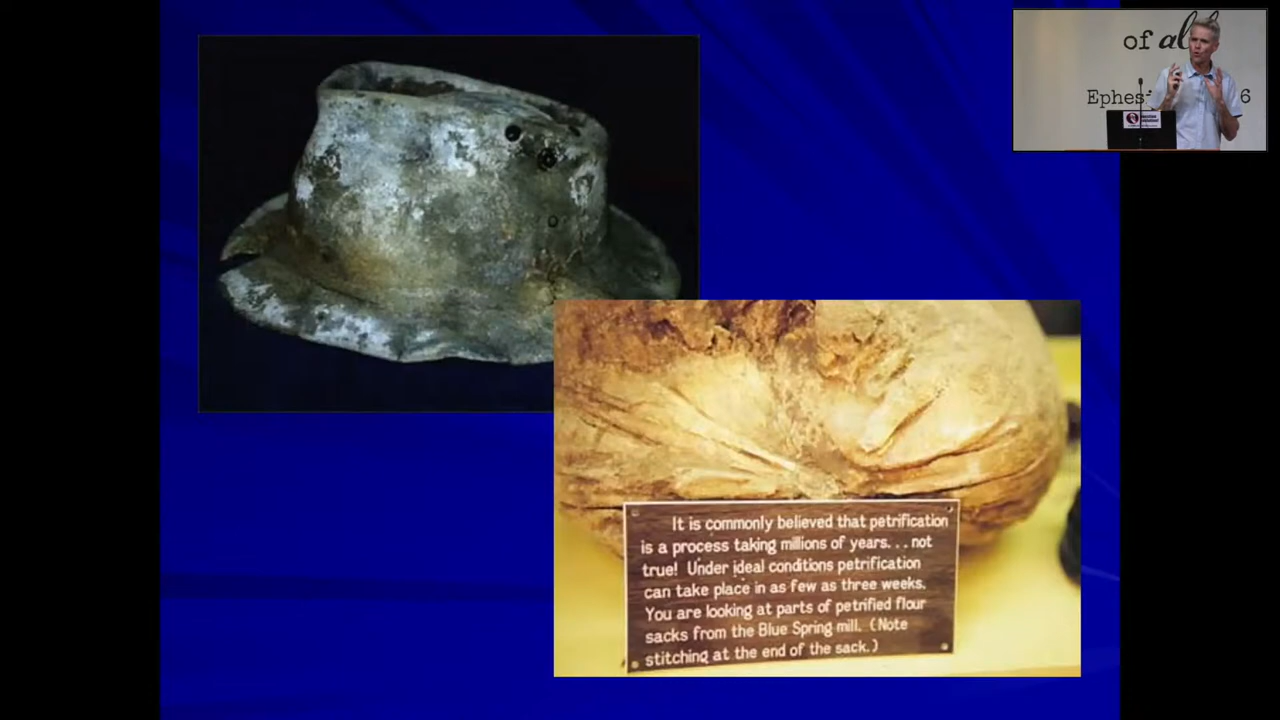 of al
Ephes 6
It is commonly believed that petrification
is a process taking millions of years...not
true! Under ideal conditions petrification
can take place in as few as three weeks.
You are looking at parts of petrified flour
sacks from the Blue Spring mill. (Note
stitching at the end of the sack.)